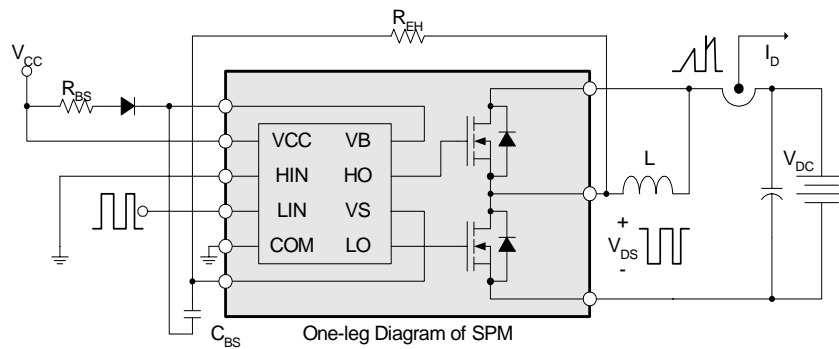 R_EH
V_CC
I_D
R_BS
VCC VB
L
V_DC
HIN HO
LIN VS
+
V_DS
-
COM LO
C_BS
One-leg Diagram of SPM